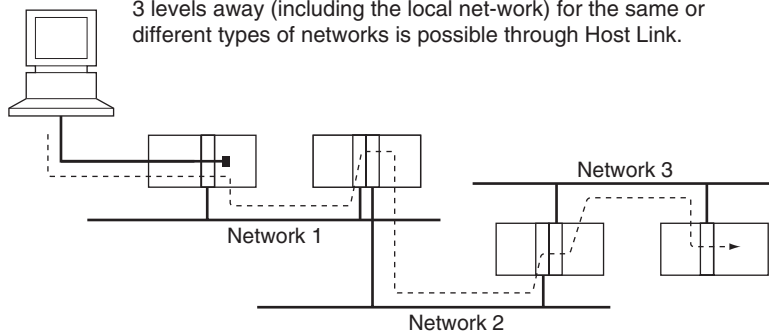 3 levels away (including the local net-work) for the same or
different types of networks is possible through Host Link.
Network 3
Network 1
Network 2